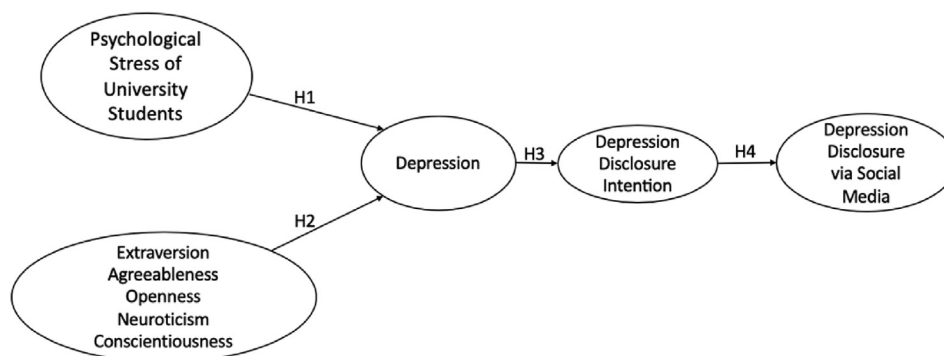 Psychological
Stress of
University
Students
H1
Depression
H3
Depression
Disclosure
Intention
H4
Depression
Disclosure
via Social
Media
H2
Extraversion
Agreeableness
Openness
Neuroticism
Conscientiousness